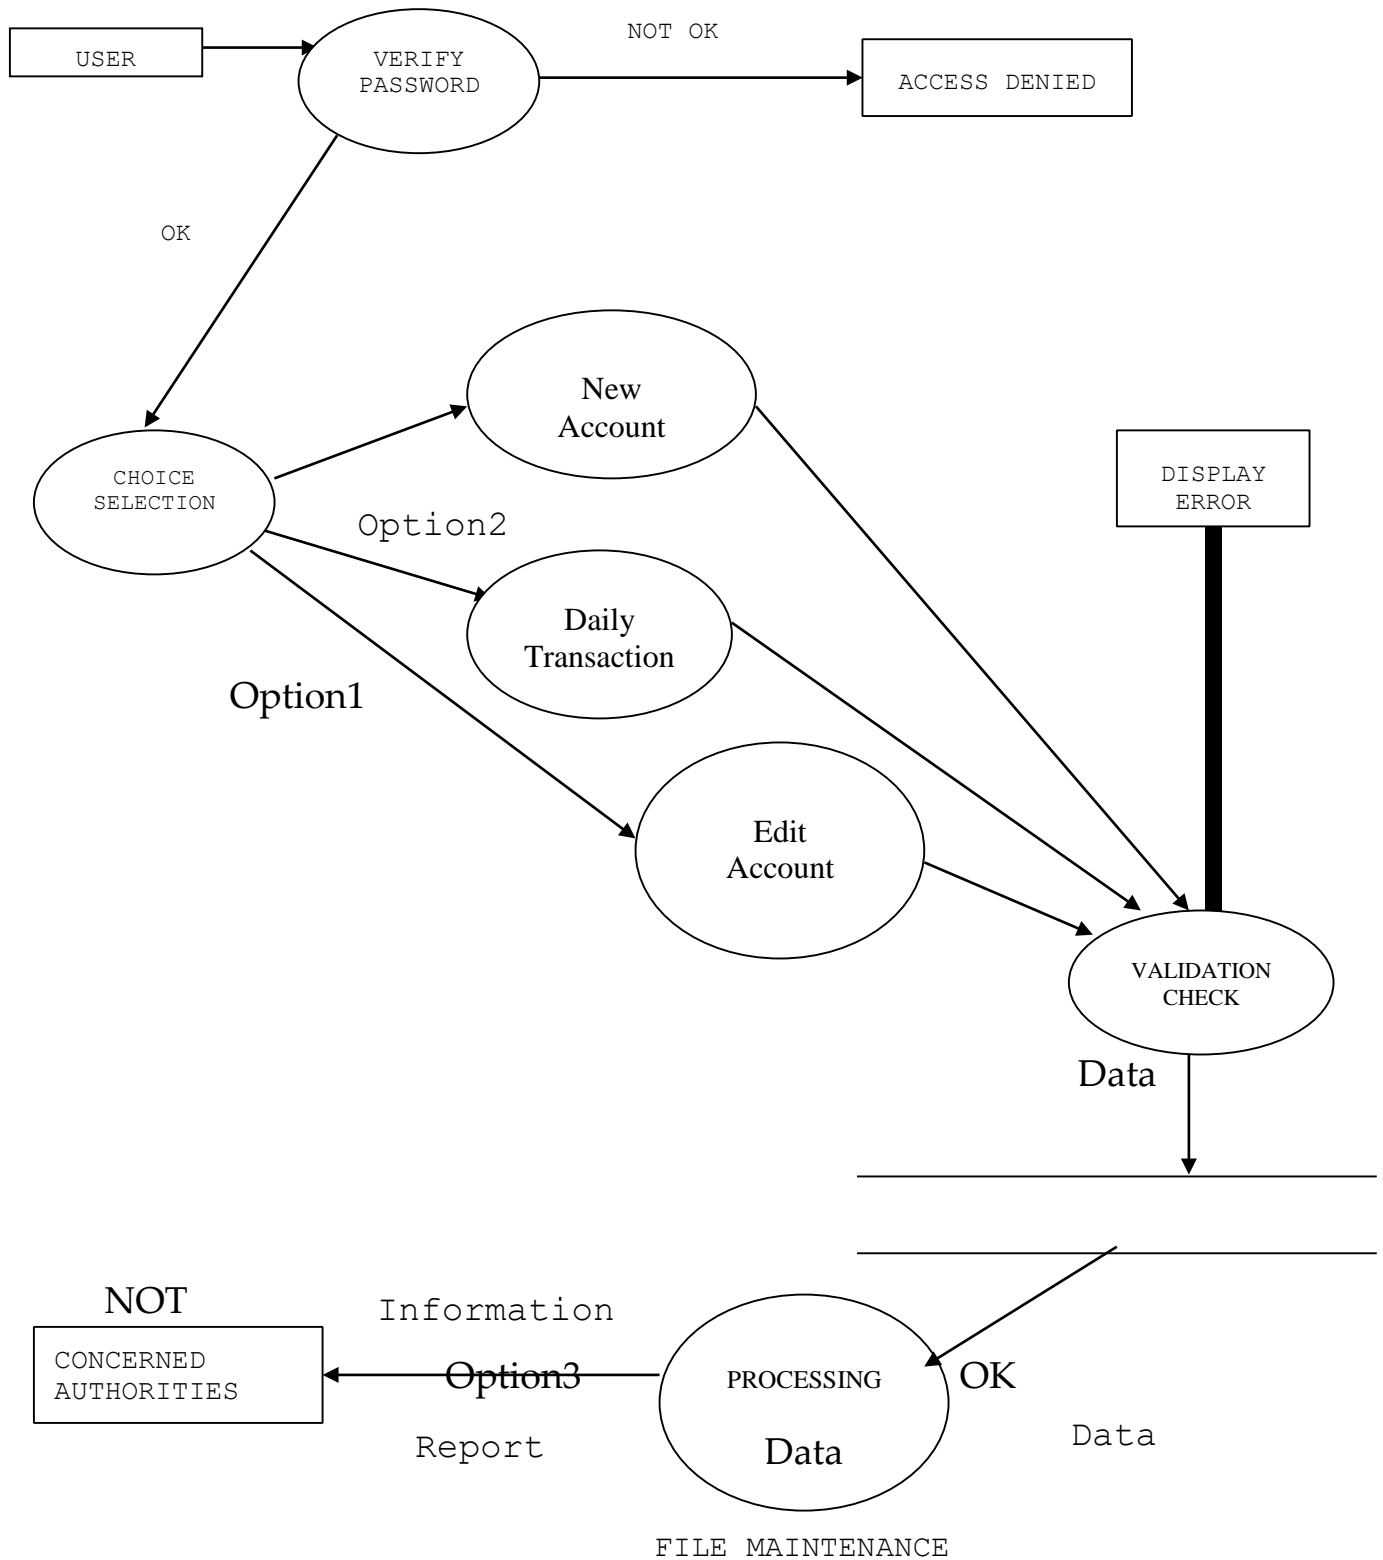 NOT OK
USER
VERIFY
PASSWORD
ACCESS DENIED
OK
New
Account
CHOICE
SELECTION
DISPLAY
ERROR
Option2
Daily
Transaction
Option1
Edit
Account
VALIDATION
CHECK
Data
NOT
Information
CONCERNED
AUTHORITIES
Option3
PROCESSING
OK
Report
Data
Data
FILE MAINTENANCE